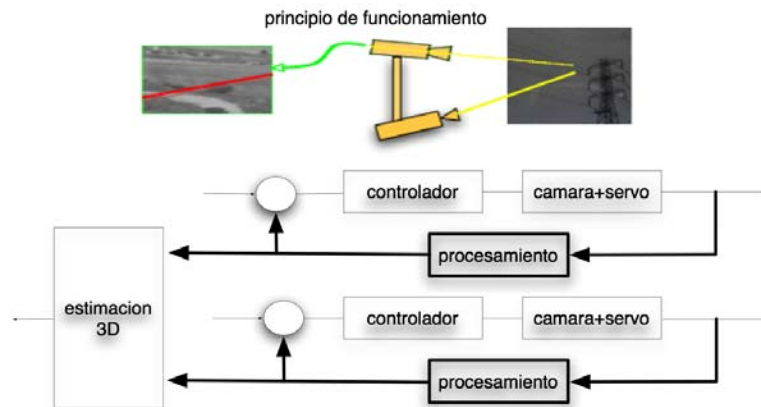 principio de funcionamiento
controlador
camara+servo
procesamiento
estimacion
3D
controlador
camara+servo
procesamiento